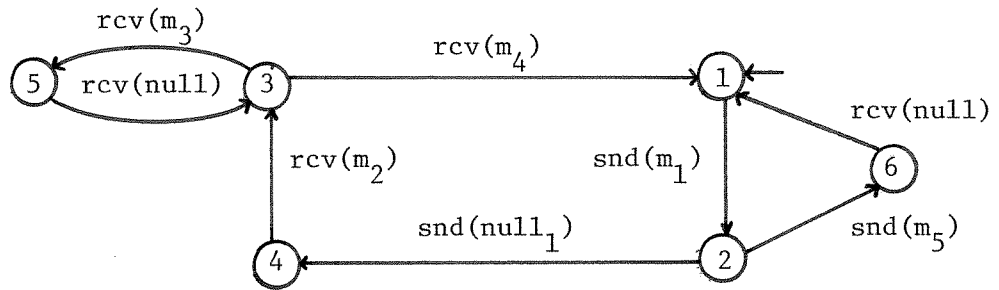 rcv(m₃)
rcv(m₄)
5
rcv(null)
3
1
rcv(null)
rcv(m₂)
snd(m₁)
6
snd(null₁)
snd(m₅)
4
2